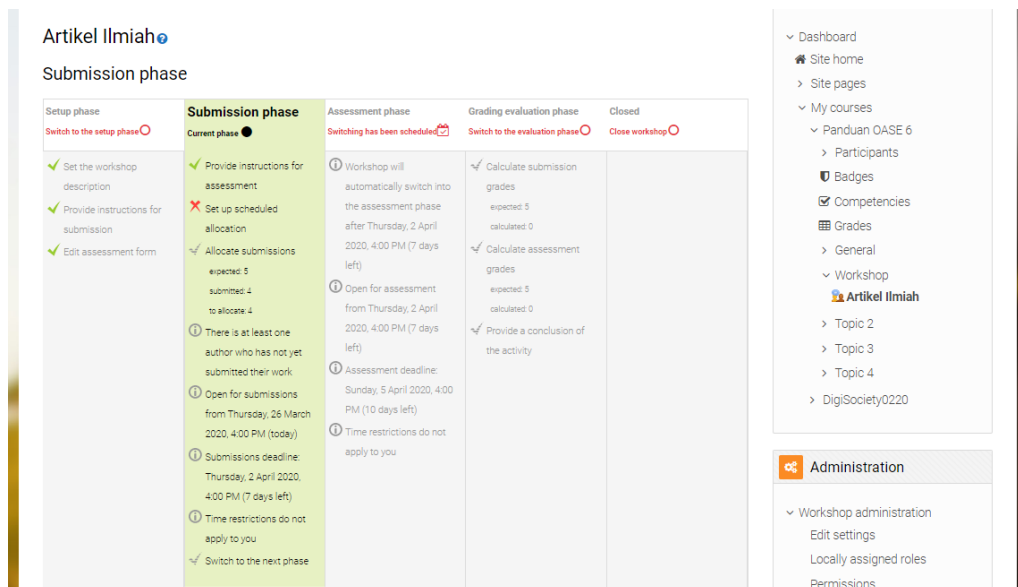 Artikel Ilmiah
Submission phase
Setup phase
Switch to the setup phase
Set the workshop
description
Provide instructions for
submission
Edit assessment form
Submission phase
Current phase
Provide instructions for
assessment
Set up scheduled
allocation
Allocate submissions
expected: 5
submitted: 4
to allocate: 4
There is at least one
author who has not yet
submitted their work
Open for submissions
from Thursday, 26 March
2020, 4:00 PM (today)
Submissions deadline:
Thursday, 2 April 2020,
4:00 PM (7 days left)
Time restrictions do not
apply to you
Switch to the next phase
Assessment phase
Switching has been scheduled
Workshop will
automatically switch into
the assessment phase
after Thursday, 2 April
2020, 4:00 PM (7 days
left)
Open for assessment
from Thursday, 2 April
2020, 4:00 PM (7 days
left)
Assessment deadline:
Sunday, 5 April 2020, 4:00
PM (10 days left)
Time restrictions do not
apply to you
Grading evaluation phase
Switch to the evaluation phase
Calculate submission
grades
expected: 5
calculated: 0
Calculate assessment
grades
expected: 5
calculated: 0
Provide a conclusion of
the activity
Closed
Close workshop
Dashboard
Site home
Site pages
My courses
Panduan OASE 6
Participants
Badges
Competencies
Grades
General
Workshop
Artikel Ilmiah
Topic 2
Topic 3
Topic 4
DigiSociety0220
Administration
Workshop administration
Edit settings
Locally assigned roles
Permissions